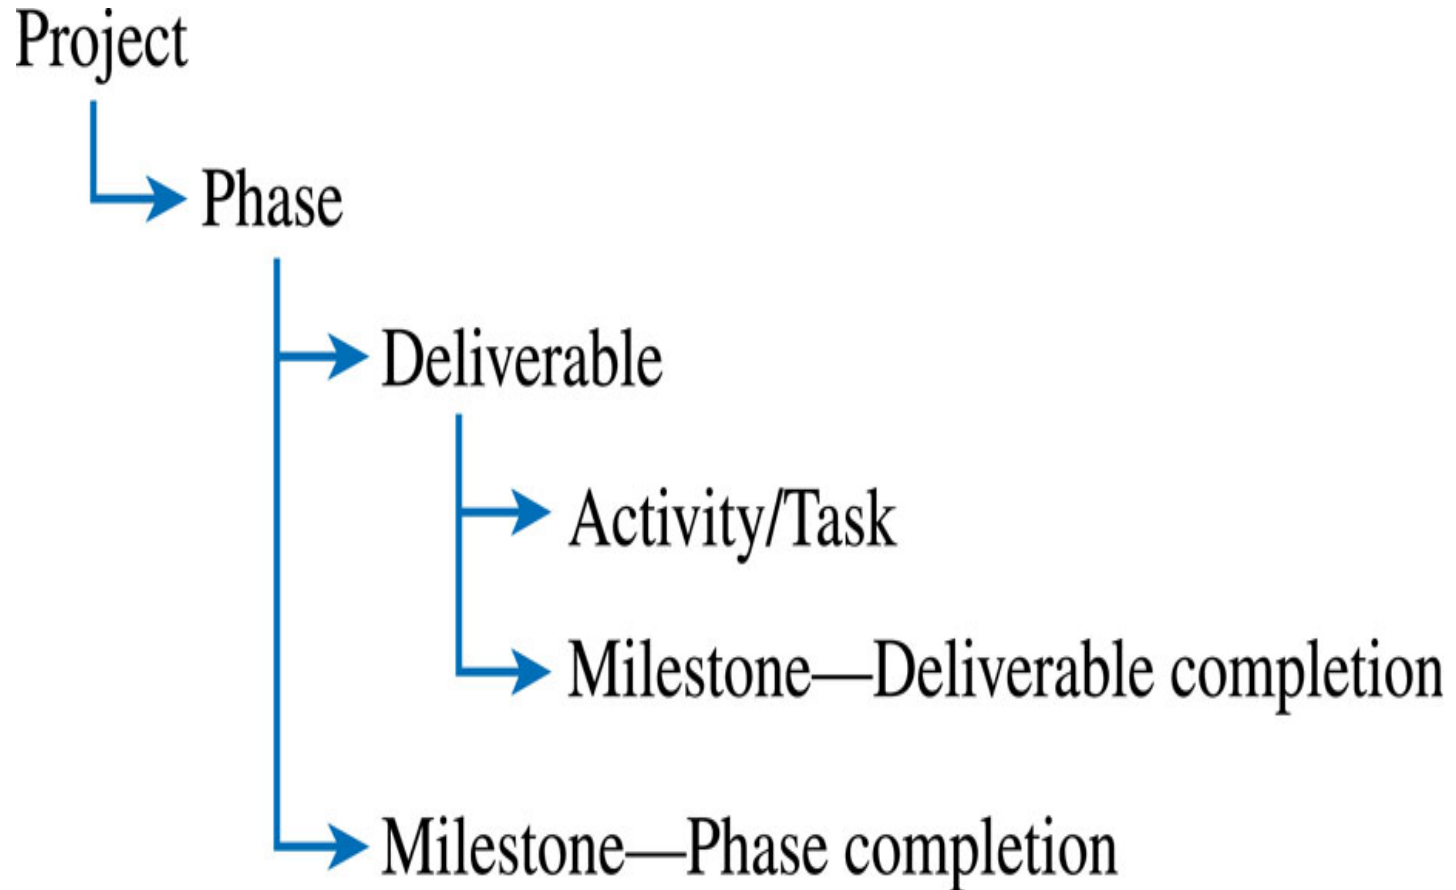 Project
Phase
Deliverable
Activity/Task
Milestone—Deliverable completion
Milestone—Phase completion